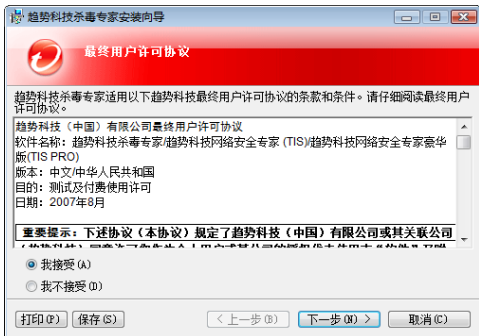 趋势科技杀毒专家安装向导
最终用户许可协议
趋势科技杀毒专家适用以下趋势科技最终用户许可协议的条款和条件。请仔细阅读最终用户
许可协议。
趋势科技（中国）有限公司最终用户许可协议
软件名称：趋势科技杀毒专家/趋势科技网络安全专家 (TIS)/趋势科技网络安全专家豪华
版(TIS PRO)
版本：中文/中华人民共和国
目的：测试及付费使用许可
日期：2007年8月
重要提示：下述协议（本协议）规定了趋势科技（中国）有限公司或其关联公司
我接受(A)
我不接受(D)
打印(P) 保存(S) <上一步(B) 下一步(N) > 取消(C)